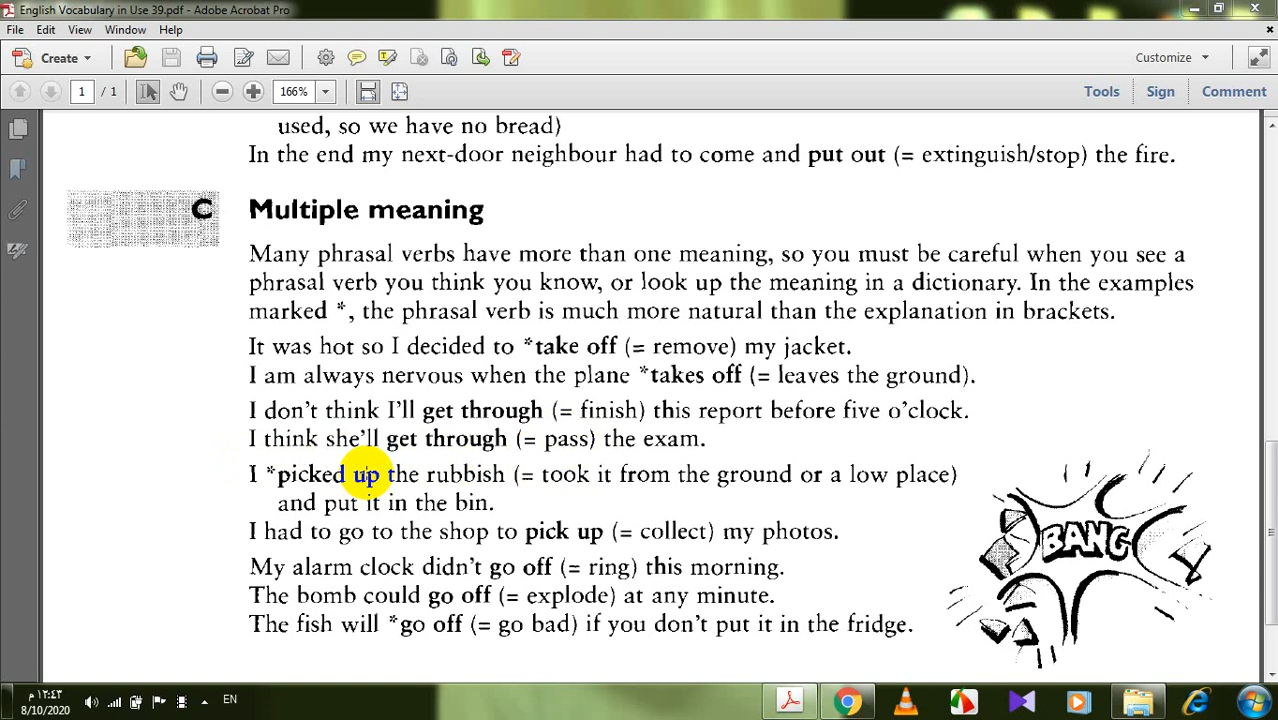 English Vocabulary in Use 39.pdf - Adobe Acrobat Pro
File Edit View Window Help
Create Customize
1 / 1 166% Tools Sign Comment
used, so we have no bread)
In the end my next-door neighbour had to come and put out (= extinguish/stop) the fire.
C Multiple meaning
Many phrasal verbs have more than one meaning, so you must be careful when you see a
phrasal verb you think you know, or look up the meaning in a dictionary. In the examples
marked *, the phrasal verb is much more natural than the explanation in brackets.
It was hot so I decided to *take off (= remove) my jacket.
I am always nervous when the plane *takes off (= leaves the ground).
I don't think I'll get through (= finish) this report before five o'clock.
I think she'll get through (= pass) the exam.
I *picked up the rubbish (= took it from the ground or a low place)
and put it in the bin.
I had to go to the shop to pick up (= collect) my photos.
My alarm clock didn't go off (= ring) this morning.
The bomb could go off (= explode) at any minute.
The fish will *go off (= go bad) if you don't put it in the fridge.
BANG
EN
م ١٢:٤٣
8/10/2020